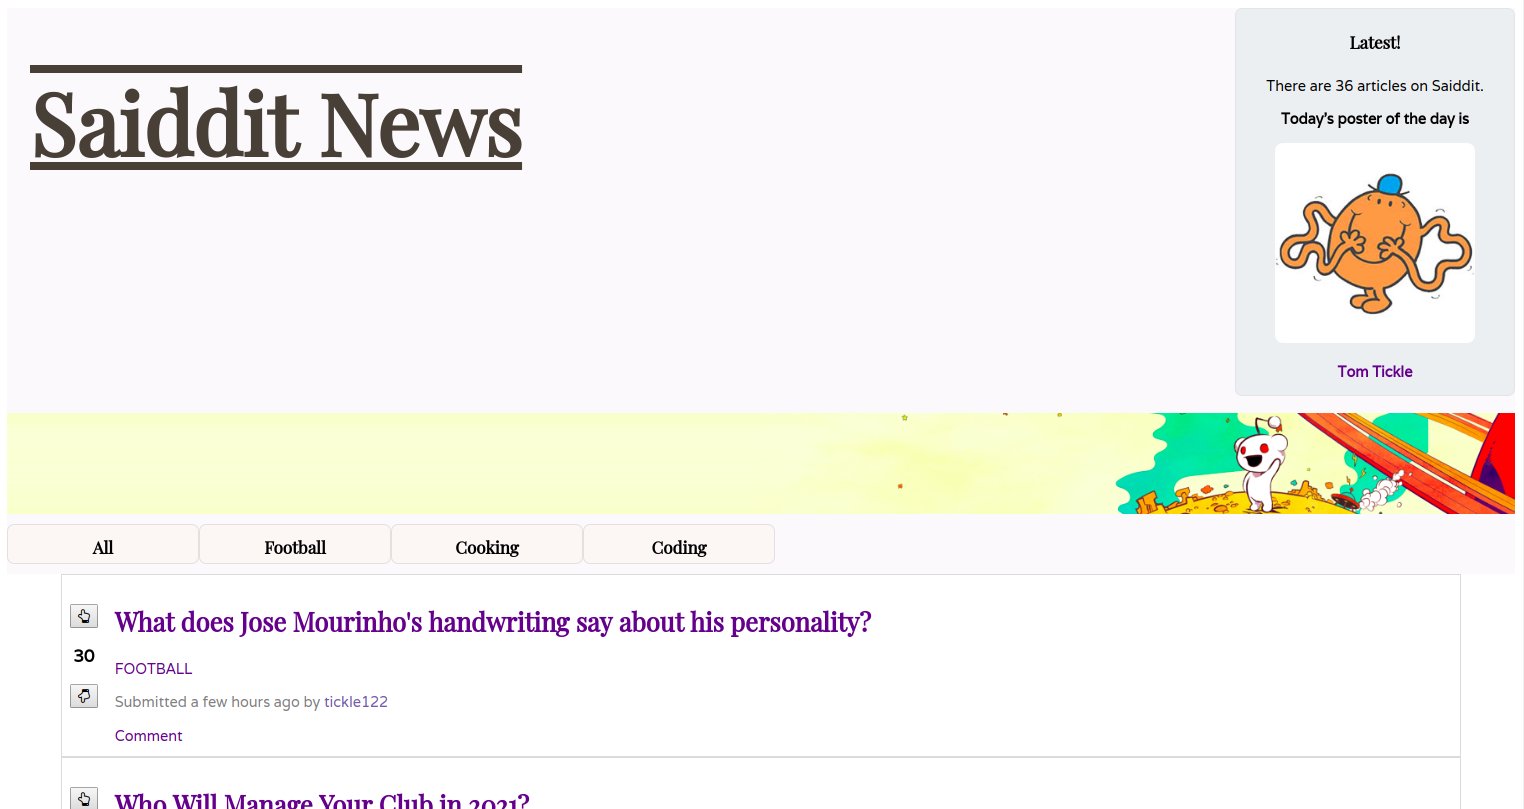 Saiddit News
Latest!
There are 36 articles on Saiddit.
Today's poster of the day is
Tom Tickle
All
Football
Cooking
Coding
What does Jose Mourinho's handwriting say about his personality?
30
FOOTBALL
Submitted a few hours ago by tickle122
Comment
Who Will Manage Your Club in 2021?